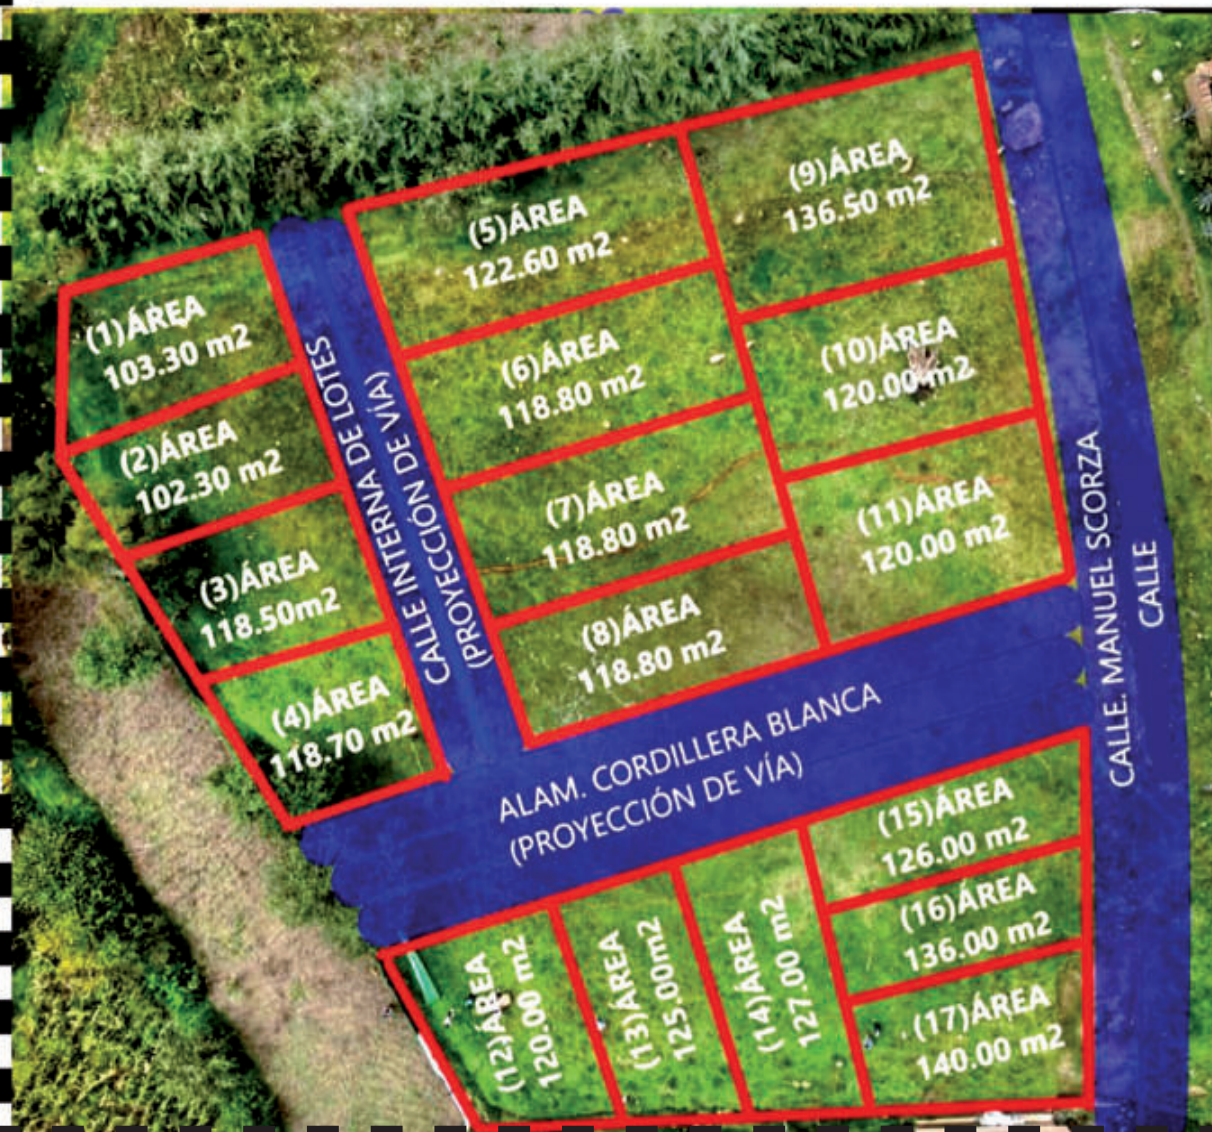 (1)ÁREA
103.30 m2
(2)ÁREA
102.30 m2
(3)ÁREA
118.50m2
(4)ÁREA
118.70 m2
CALLE INTERNA DE LOTES
(PROYECCIÓN DE VÍA)
(5)ÁREA
122.60 m2
(6)ÁREA
118.80 m2
(7)ÁREA
118.80 m2
(8)ÁREA
118.80 m2
(9)ÁREA
136.50 m2
(10)ÁREA
120.00 m2
(11)ÁREA
120.00 m2
CALLE. MANUEL SCORZA
CALLE
ALAM. CORDILLERA BLANCA
(PROYECCIÓN DE VÍA)
(12)ÁREA
120.00 m2
(13)ÁREA
125.00m2
(14)ÁREA
127.00 m2
(15)ÁREA
126.00 m2
(16)ÁREA
136.00 m2
(17)ÁREA
140.00 m2